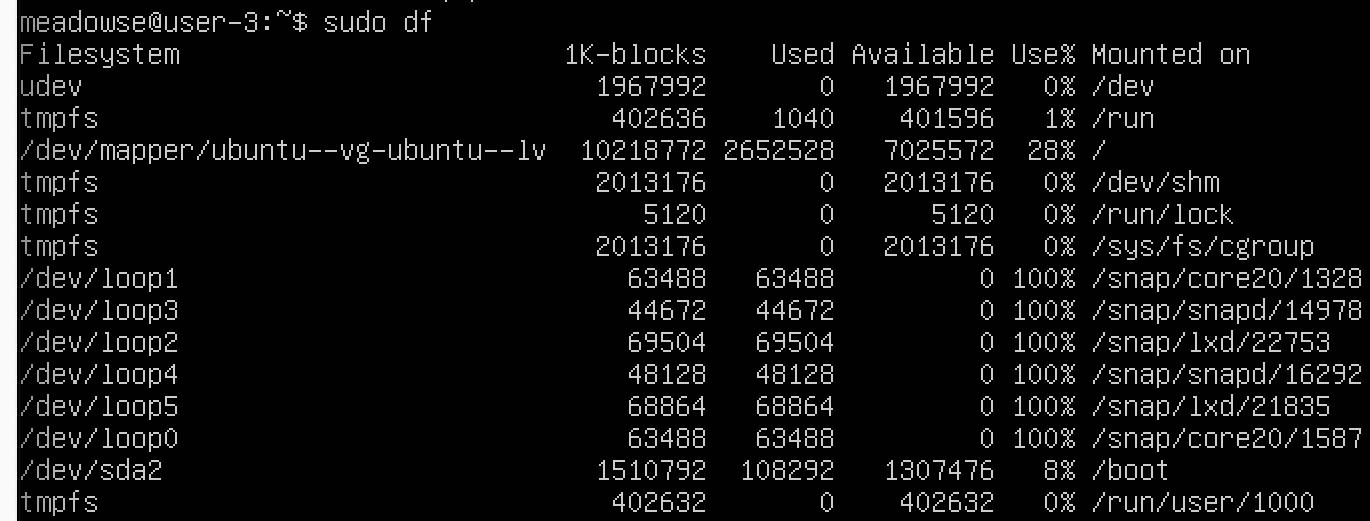 meadowse@user-3:~$ sudo df
Filesystem 1K-blocks Used Available Use% Mounted on
udev 1967992 0 1967992 0% /dev
tmpfs 402636 1040 401596 1% /run
/dev/mapper/ubuntu--vg-ubuntu--lv 10218772 2652528 7025572 28% /
tmpfs 2013176 0 2013176 0% /dev/shm
tmpfs 5120 0 5120 0% /run/lock
tmpfs 2013176 0 2013176 0% /sys/fs/cgroup
/dev/loop1 63488 63488 0 100% /snap/core20/1328
/dev/loop3 44672 44672 0 100% /snap/snapd/14978
/dev/loop2 69504 69504 0 100% /snap/lxd/22753
/dev/loop4 48128 48128 0 100% /snap/snapd/16292
/dev/loop5 68864 68864 0 100% /snap/lxd/21835
/dev/loop0 63488 63488 0 100% /snap/core20/1587
/dev/sda2 1510792 108292 1307476 8% /boot
tmpfs 402632 0 402632 0% /run/user/1000